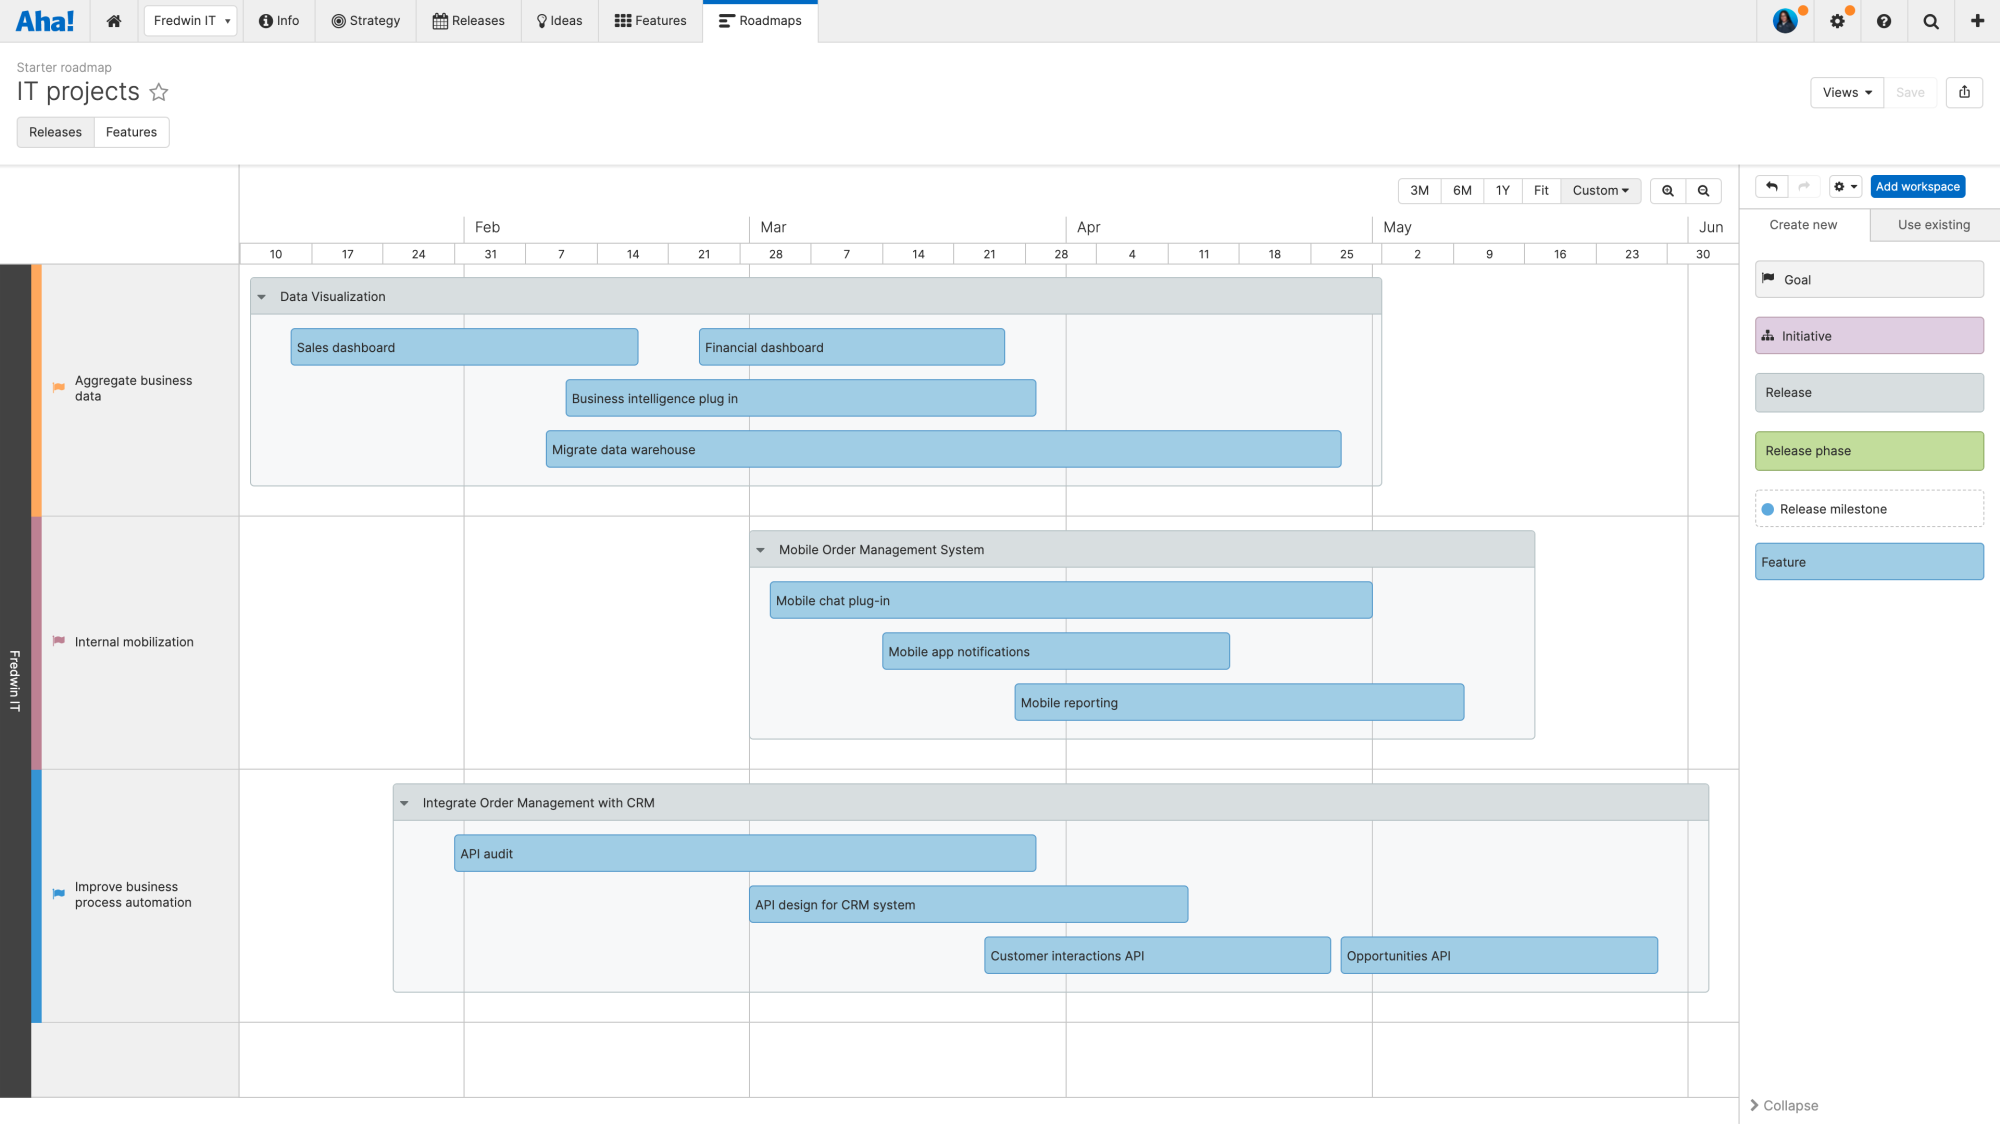 Aha!
Fredwin IT
Info
Strategy
Releases
Ideas
Features
Roadmaps
Starter roadmap
IT projects
Views
Save
Releases
Features
3M
6M
1Y
Fit
Custom
Add workspace
Create new
Use existing
Feb
Mar
Apr
May
Jun
10
17
24
31
7
14
21
28
7
14
21
28
4
11
18
25
2
9
16
23
30
Fredwin IT
Aggregate business
data
Data Visualization
Sales dashboard
Financial dashboard
Business intelligence plug in
Migrate data warehouse
Internal mobilization
Mobile Order Management System
Mobile chat plug-in
Mobile app notifications
Mobile reporting
Improve business
process automation
Integrate Order Management with CRM
API audit
API design for CRM system
Customer interactions API
Opportunities API
Goal
Initiative
Release
Release phase
Release milestone
Feature
Collapse